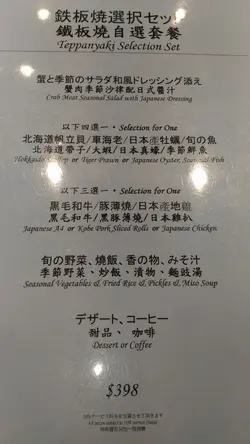 鉄板焼選択セット
鐵板燒自選套餐
Teppanyaki Selection Set
蟹と季節のサラダ和風ドレッシング添え
蟹肉季節沙律配日式醬汁
Crab Meat Seasonal Salad with Japanese Dressing
以下四選一・Selection for One
北海道帆立貝/車海老/日本産牡蠣/旬の魚
北海道帶子/大蝦/日本真蠔/季節鮮魚
Hokkaido Scallop or Tiger Prawn or Japanese Oyster, Seasonal Fish
以下三選一・Selection for One
黒毛和牛/豚薄焼/日本産地鶏
黑毛和牛/黑豚薄燒/日本雞扒
Japanese A4 or Kobe Pork Sliced Rolls or Japanese Chicken
旬の野菜、焼飯、香の物、みそ汁
季節野菜、炒飯、漬物、麵豉湯
Seasonal Vegetables & Fried Rice & Pickles & Miso Soup
デザート、コーヒー
甜品、咖啡
Dessert or Coffee
$398
All prices subject to 10% service charge